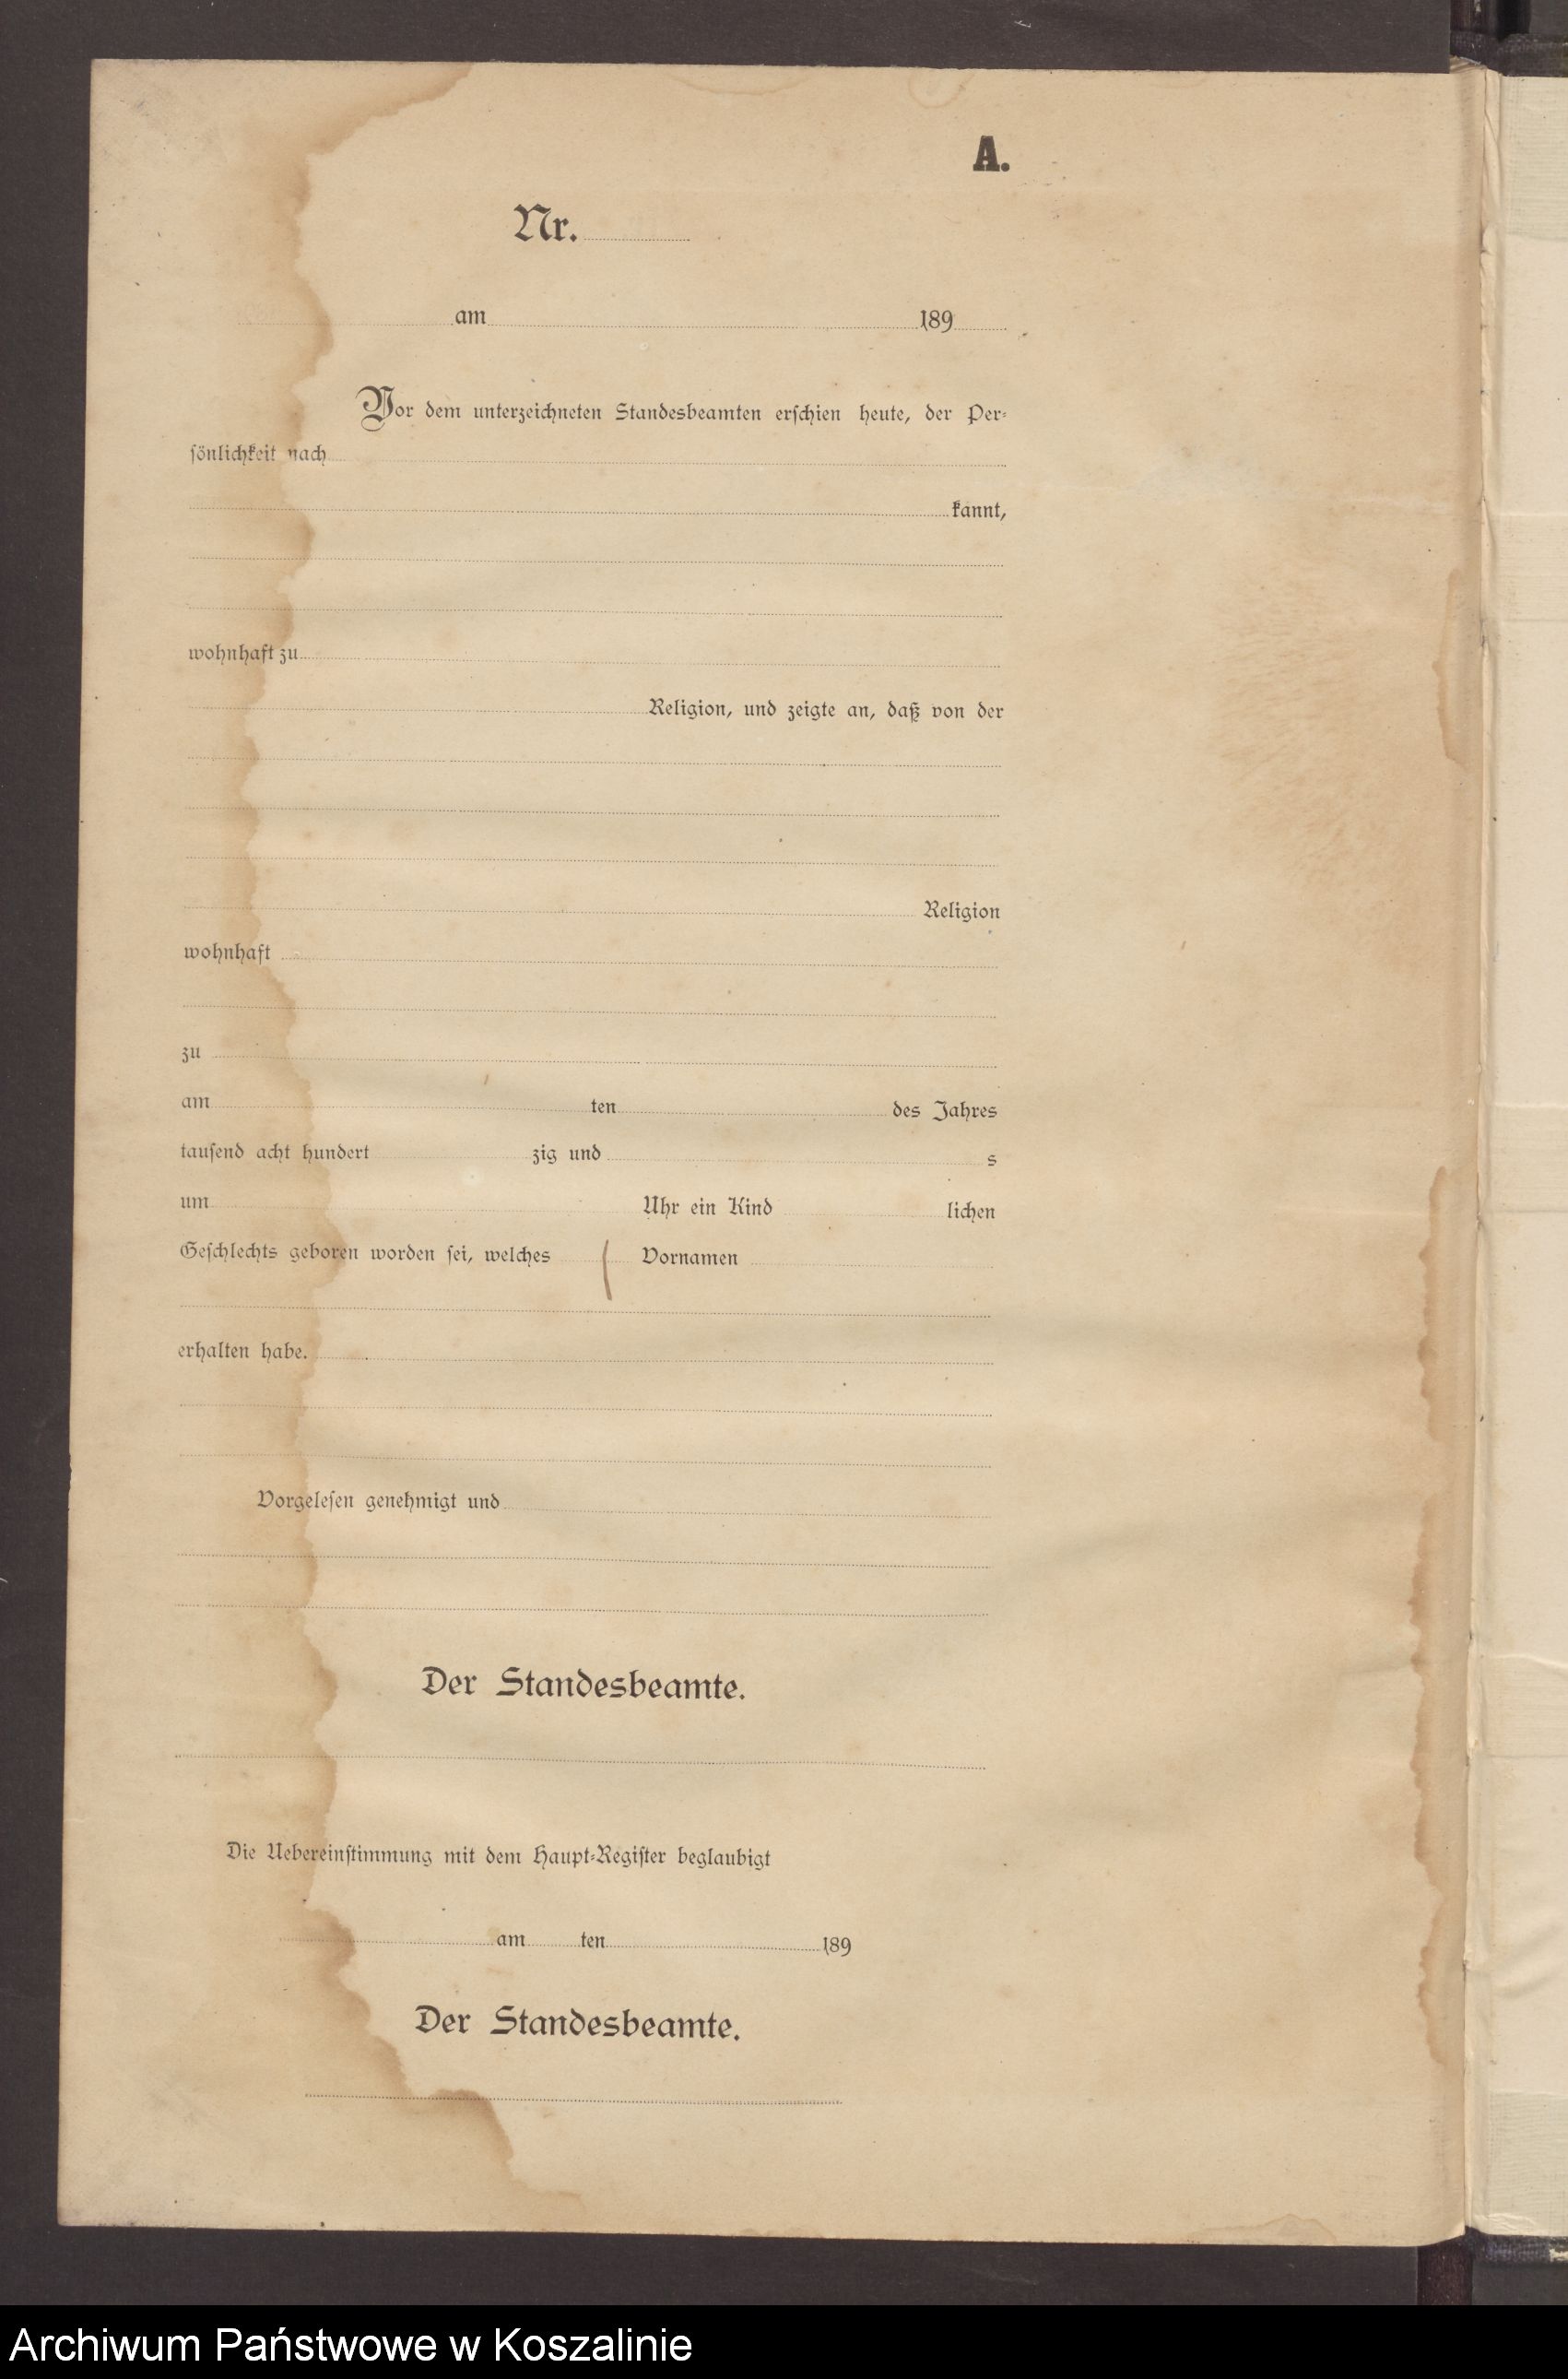 A.
Nr.
am 189
Vor dem unterzeichneten Standesbeamten erschien heute, der Per-
sönlichkeit nach
kannt,
wohnhaft zu
Religion, und zeigte an, daß von der
Religion
wohnhaft
zu
am ten des Jahres
tausend acht hundert zig und s
um Uhr ein Kind lichen
Geschlechts geboren worden sei, welches Vornamen
erhalten habe.
Vorgelesen genehmigt und
Der Standesbeamte.
Die Uebereinstimmung mit dem Haupt-Register beglaubigt
am ten 189
Der Standesbeamte.
Archiwum Państwowe w Koszalinie